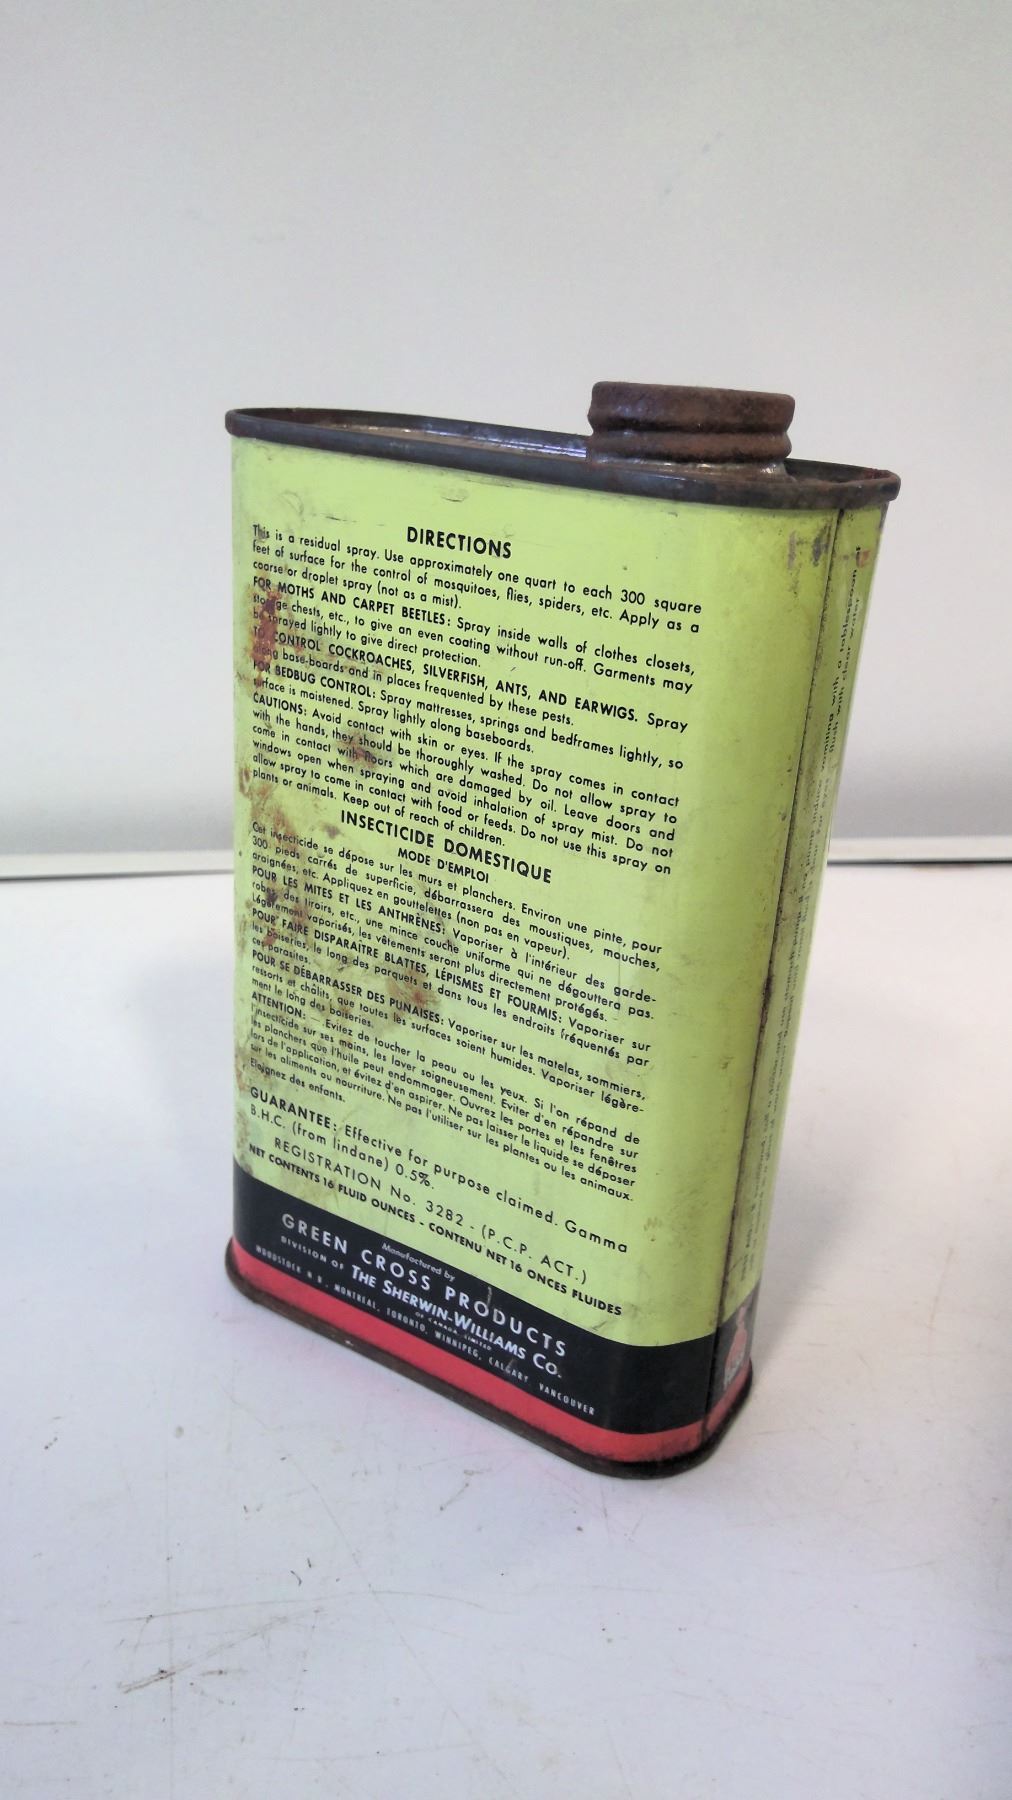 DIRECTIONS
This is a residual spray. Use approximately one quart to each 300 square
feet of surface for the control of mosquitoes, flies, spiders, etc. Apply as a
coarse or droplet spray (not as a mist).
FOR MOTHS AND CARPET BEETLES: Spray inside walls of clothes closets,
storage chests, etc., to give an even coating without run-off. Garments may
be sprayed lightly to give direct protection.
TO CONTROL COCKROACHES, SILVERFISH, ANTS, AND EARWIGS. Spray
along base-boards and in places frequented by these pests.
FOR BEDBUG CONTROL: Spray mattresses, springs and bedframes lightly, so
surface is moistened. Spray lightly along baseboards.
CAUTIONS: Avoid contact with skin or eyes. If the spray comes in contact
with the hands, they should be thoroughly washed. Do not allow spray to
come in contact with floors which are damaged by oil. Leave doors and
windows open when spraying and avoid inhalation of spray mist. Do not
allow spray to come in contact with food or feeds. Do not use this spray on
plants or animals. Keep out of reach of children.
INSECTICIDE DOMESTIQUE
MODE D'EMPLOI
Cet insecticide se dépose sur les murs et planchers. Environ une pinte, pour
300 pieds carrés de superficie, débarrassera des moustiques, mouches,
araignées, etc. Appliquez en gouttelettes (non pas en vapeur).
POUR LES MITES ET LES ANTHRÈNES: Vaporiser à l'intérieur des garde-
robes, des tiroirs, etc., une mince couche uniforme qui ne dégouttera pas.
Légèrement vaporisés, les vêtements seront plus directement protégés.
POUR FAIRE DISPARAITRE BLATTES, LÉPISMES ET FOURMIS: Vaporiser sur
les boiseries, le long des parquets et dans tous les endroits fréquentés par
ces parasites.
POUR SE DÉBARRASSER DES PUNAISES: Vaporiser sur les matelas, sommiers,
ressorts et châlits, que toutes les surfaces soient humides. Vaporiser légère-
ment le long des boiseries.
ATTENTION: — Evitez de toucher la peau ou les yeux. Si l'on répand de
l'insecticide sur ses mains, les laver soigneusement. Eviter d'en répandre sur
les planchers que l'huile peut endommager. Ouvrez les portes et les fenêtres
lors de l'application, et évitez d'en aspirer. Ne pas laisser le liquide se déposer
sur les aliments ou nourriture. Ne pas l'utiliser sur les plantes ou les animaux.
Eloignez des enfants.
GUARANTEE: Effective for purpose claimed. Gamma
B.H.C. (from lindane) 0.5%.
REGISTRATION No. 3282 - (P.C.P. ACT.)
NET CONTENTS 16 FLUID OUNCES - CONTENU NET 16 ONCES FLUIDES
Manufactured by
GREEN CROSS PRODUCTS
DIVISION OF THE SHERWIN-WILLIAMS CO.
OF CANADA, LIMITED
WOODSTOCK N.B., MONTREAL, TORONTO, WINNIPEG, CALGARY, VANCOUVER
vomiting with a tablespoon of
flush with clear water